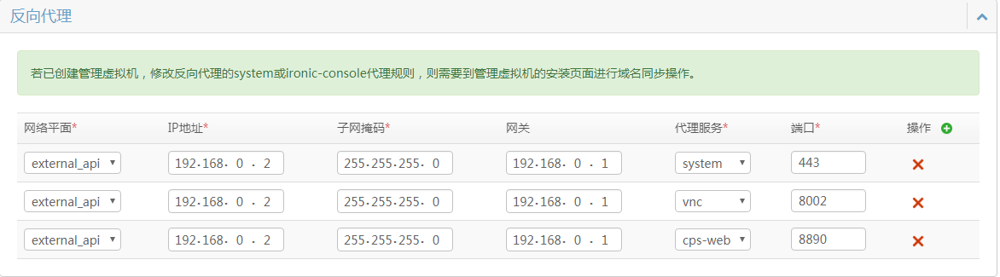 反向代理
若已创建管理虚拟机，修改反向代理的system或ironic-console代理规则，则需要到管理虚拟机的安装页面进行域名同步操作。
网络平面* IP地址* 子网掩码* 网关 代理服务* 端口* 操作
external_api 192.168. 0 . 2 255.255.255. 0 192.168. 0 . 1 system 443
external_api 192.168. 0 . 2 255.255.255. 0 192.168. 0 . 1 vnc 8002
external_api 192.168. 0 . 2 255.255.255. 0 192.168. 0 . 1 cps-web 8890